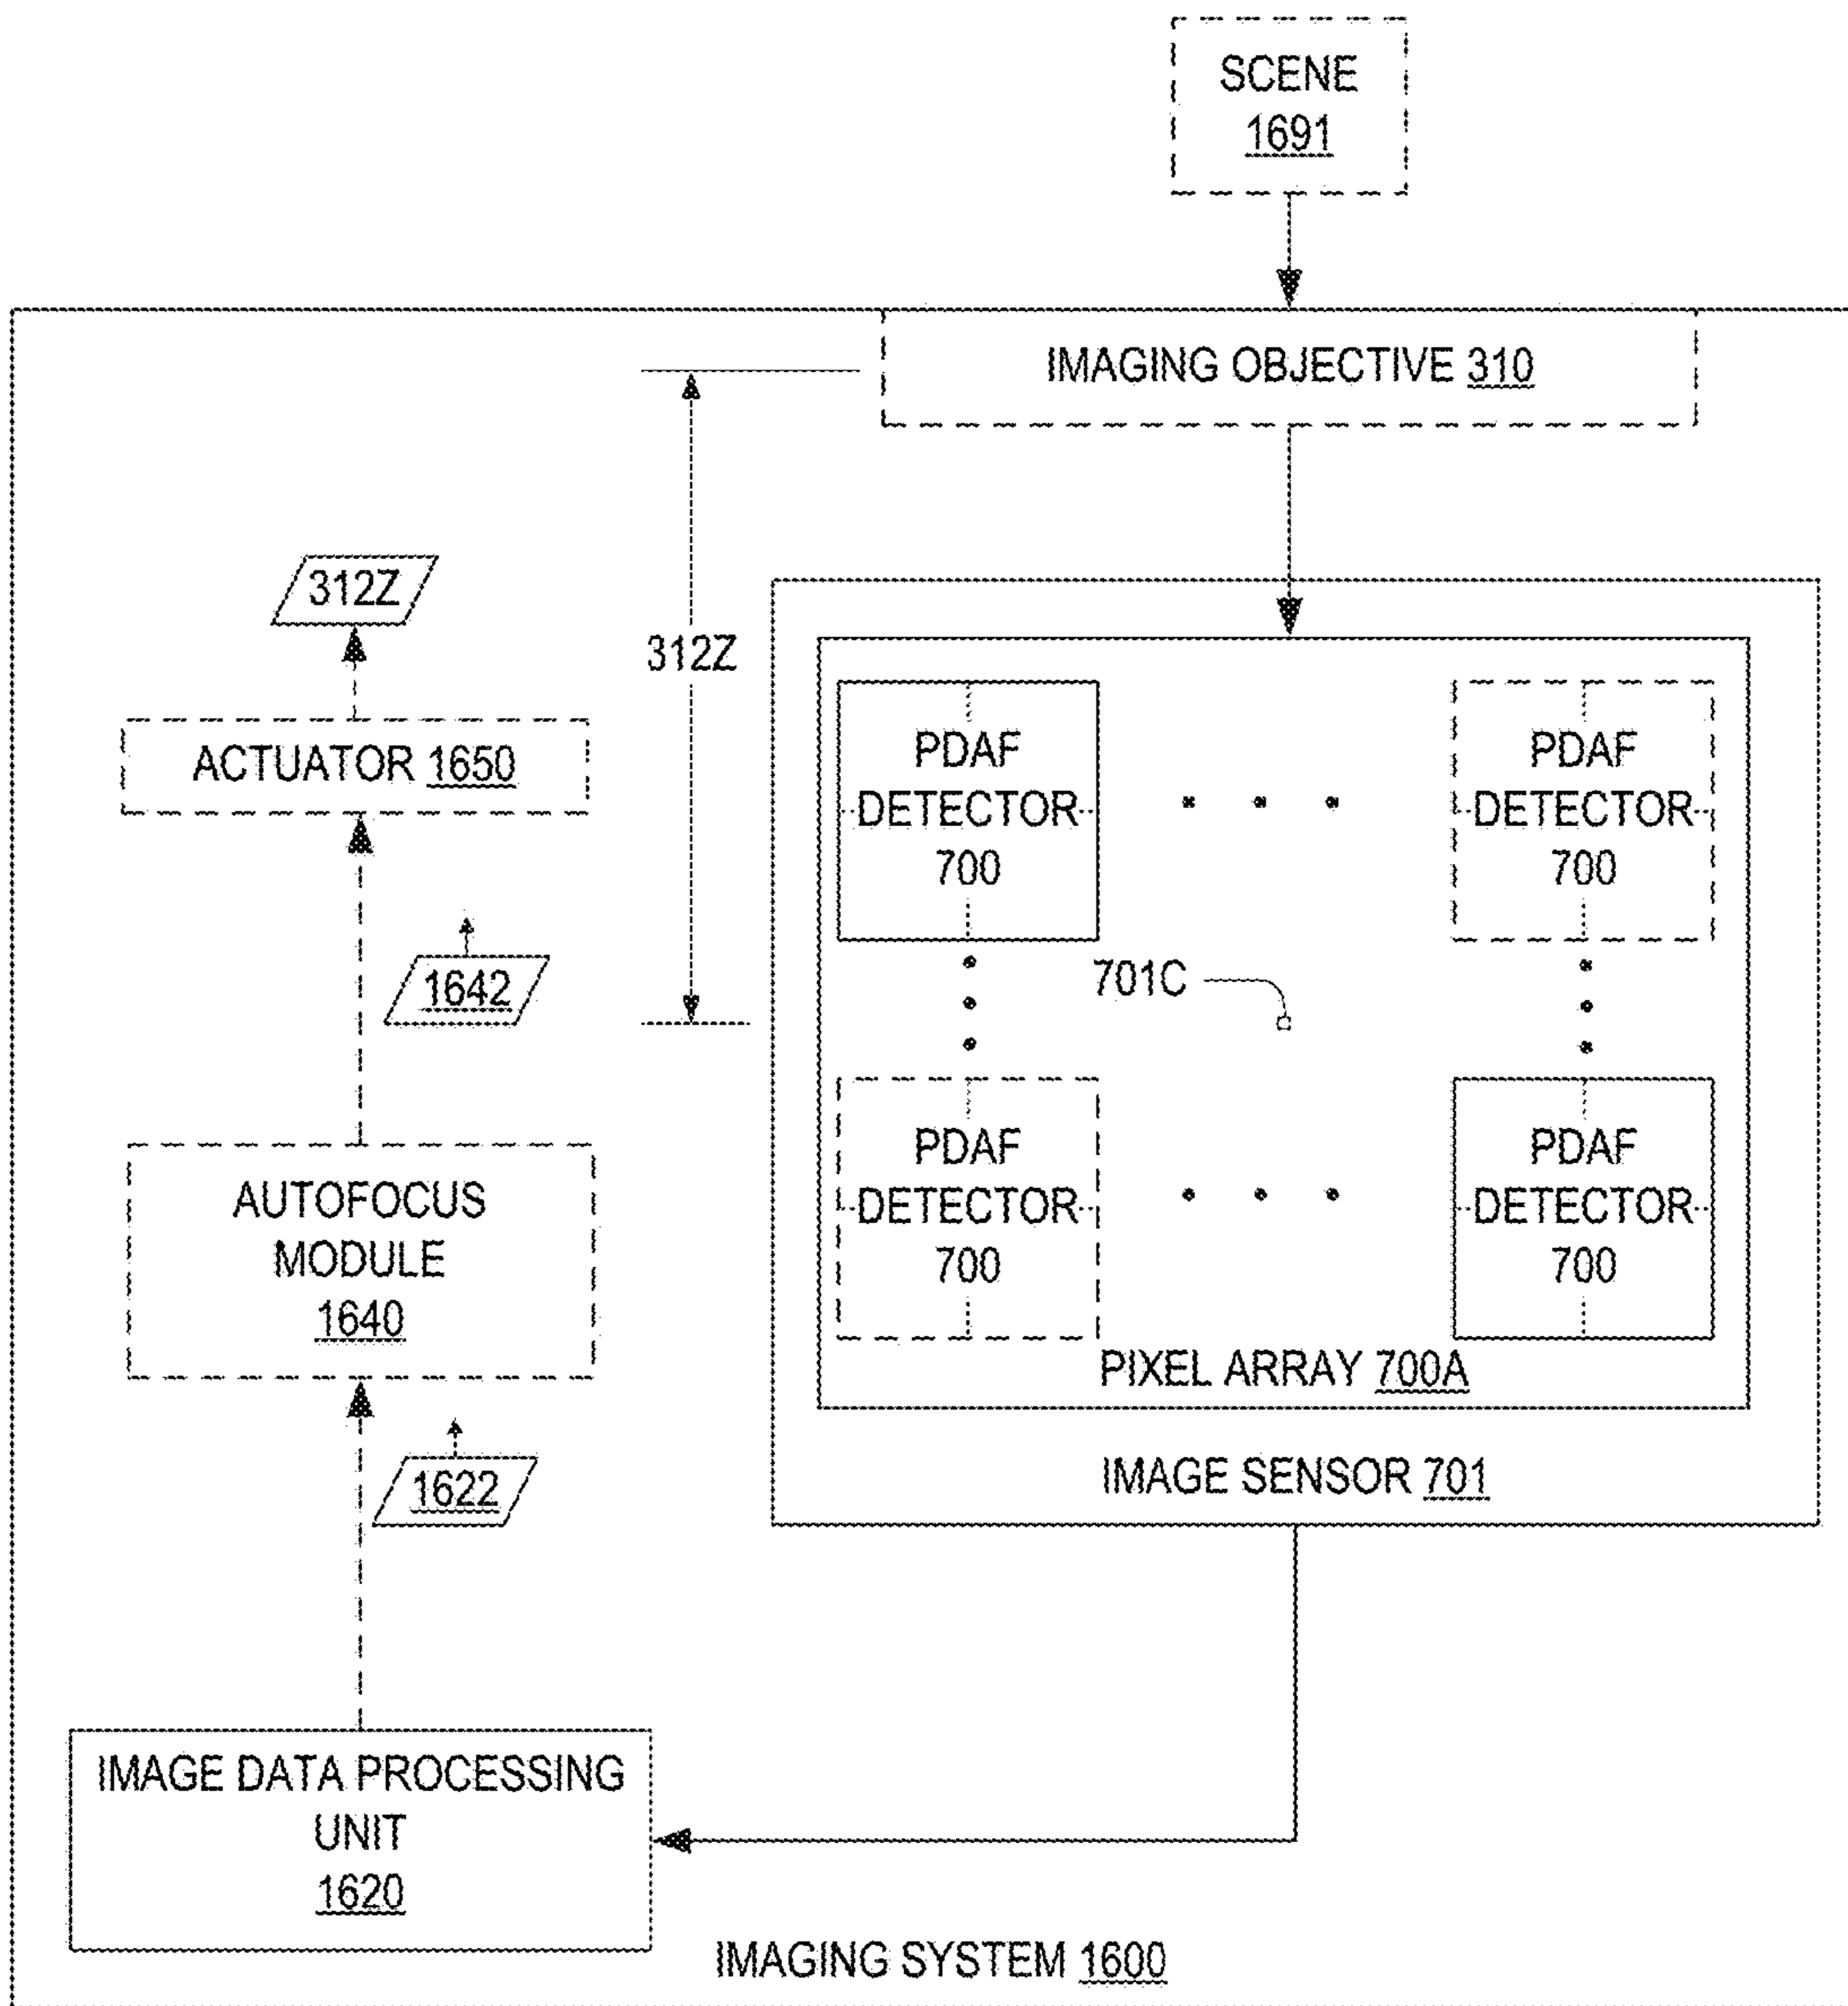 SCENE
1691
IMAGING OBJECTIVE 310
312Z
312Z
ACTUATOR 1650
PDAF
DETECTOR
700
PDAF
DETECTOR
700
1642
701C
AUTOFOCUS
MODULE
1640
PDAF
DETECTOR
700
PDAF
DETECTOR
700
PIXEL ARRAY 700A
1622
IMAGE SENSOR 701
IMAGE DATA PROCESSING
UNIT
1620
IMAGING SYSTEM 1600